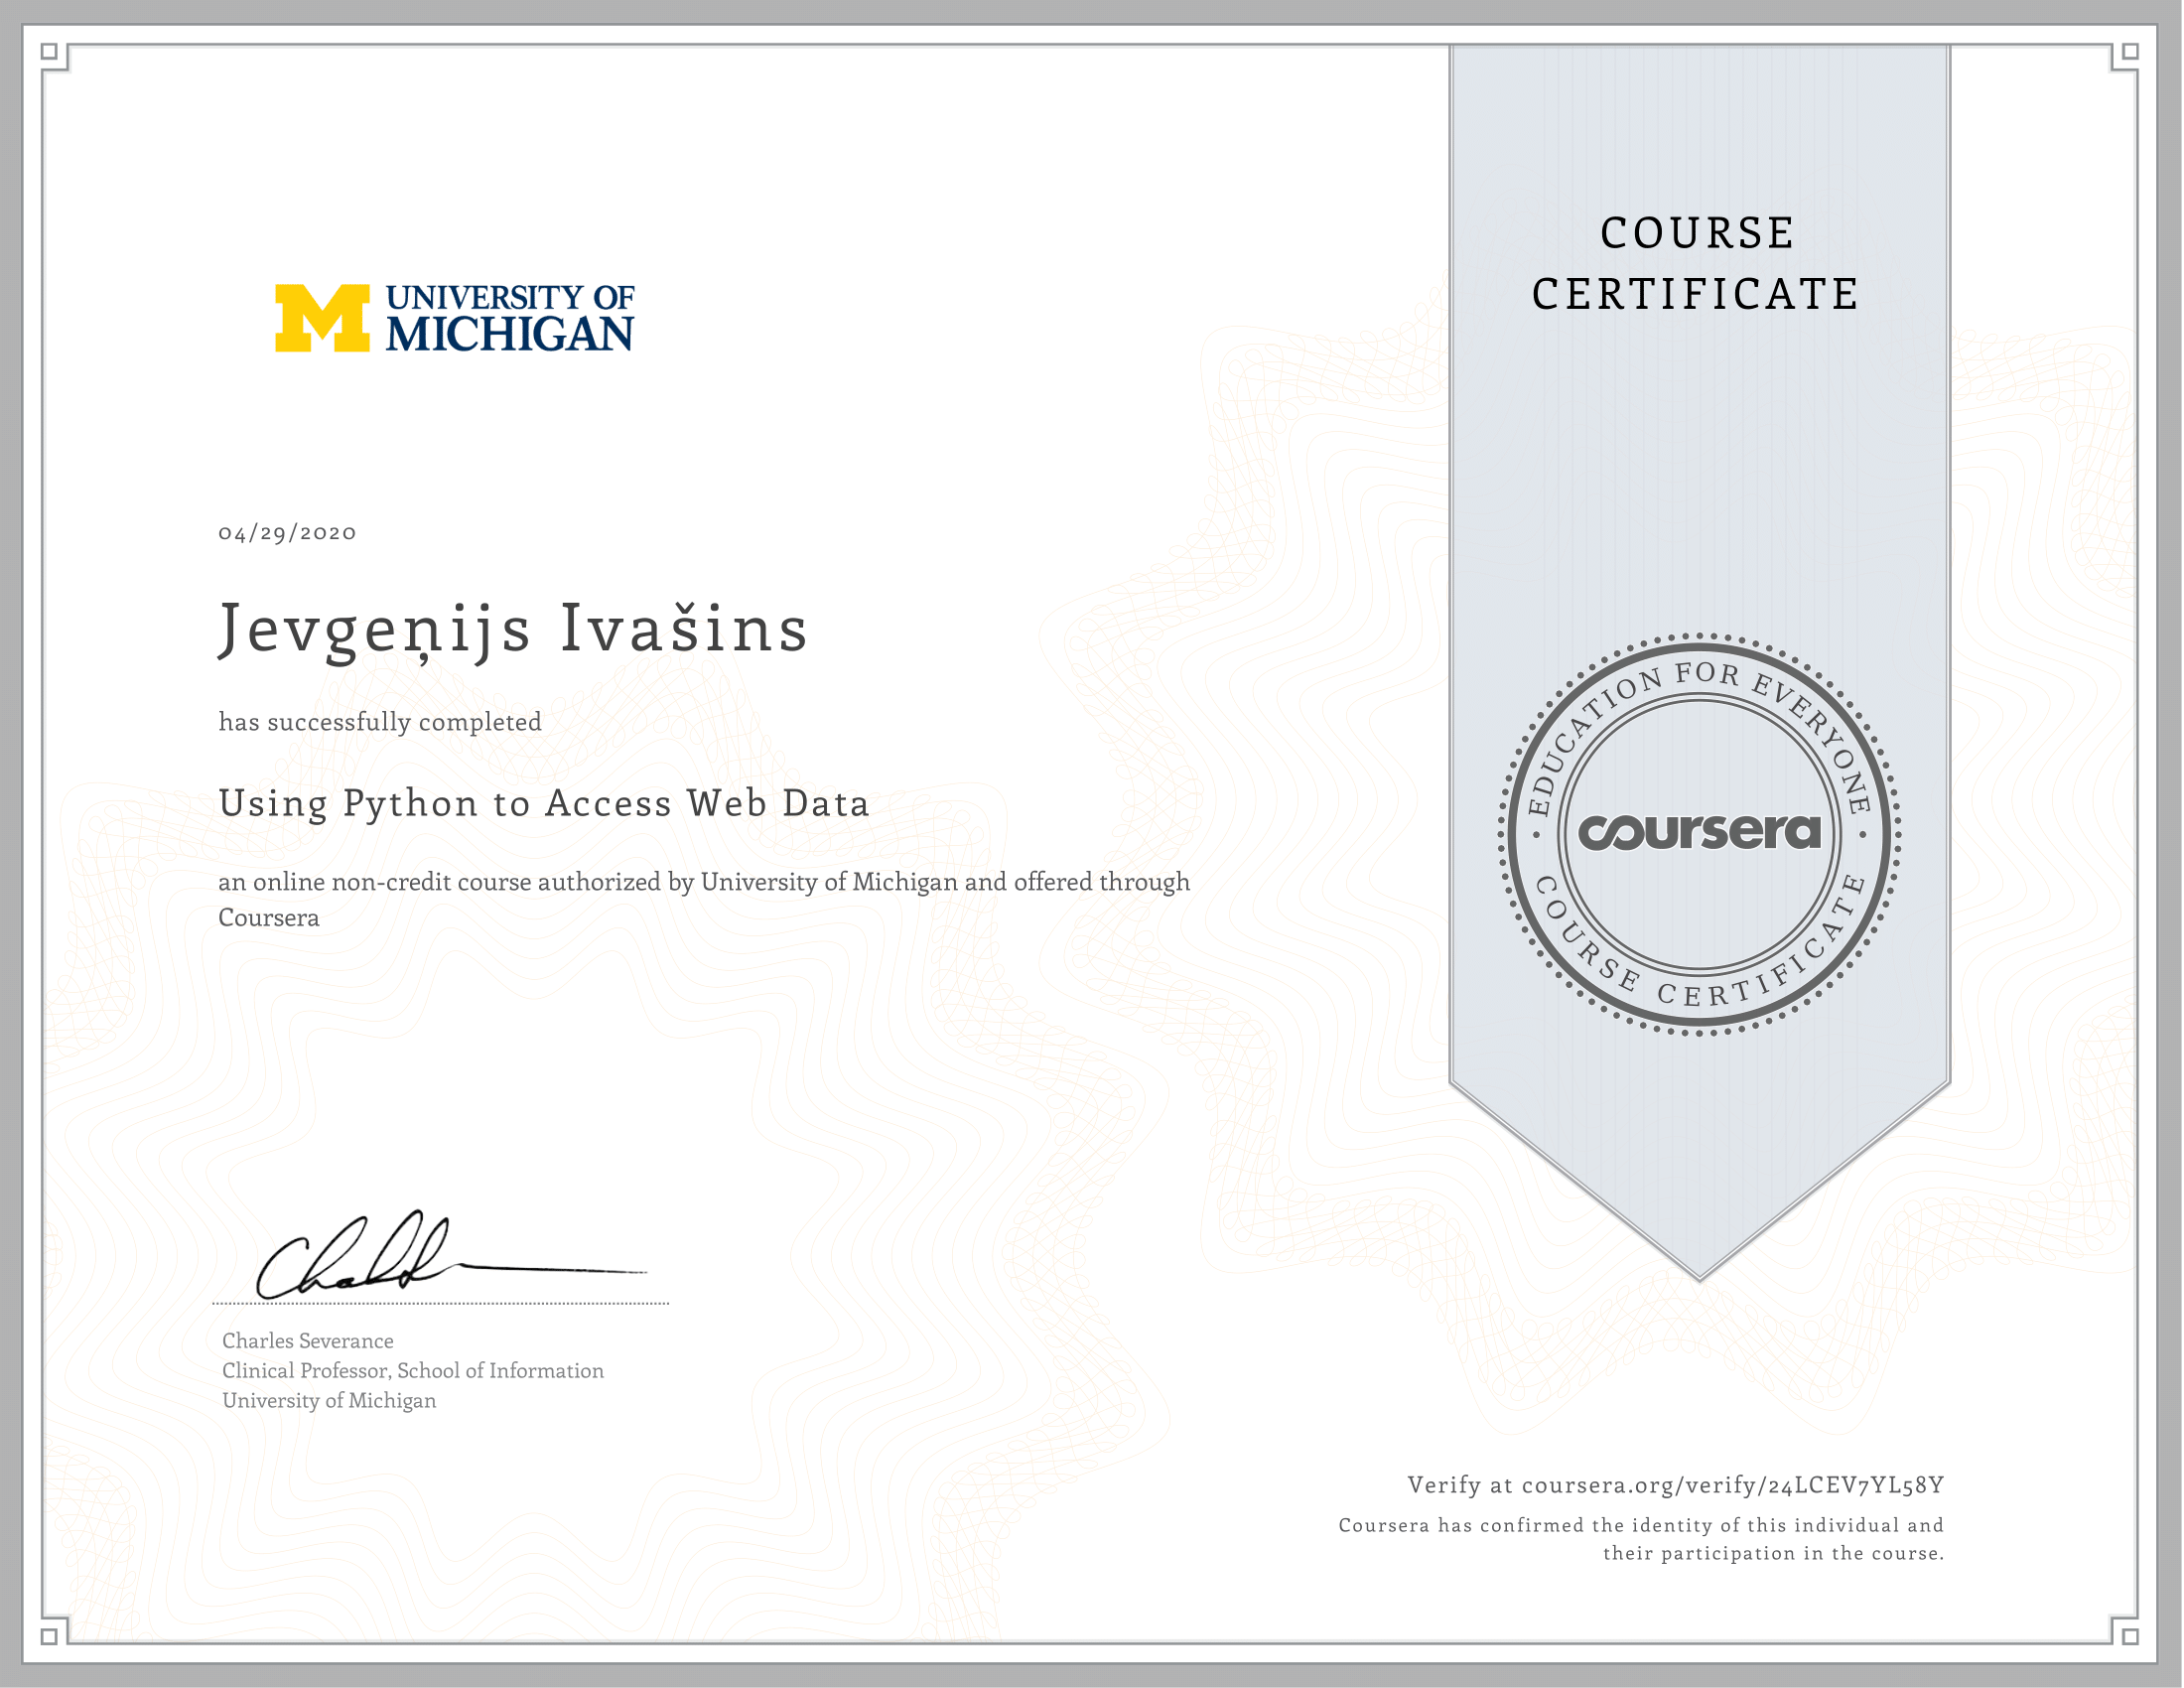 UNIVERSITY OF
MICHIGAN
04/29/2020
Jevgeņijs Ivašins
has successfully completed
Using Python to Access Web Data
an online non-credit course authorized by University of Michigan and offered through
Coursera
Charles Severance
Clinical Professor, School of Information
University of Michigan
COURSE
CERTIFICATE
EDUCATION FOR EVERYONE
coursera
COURSE CERTIFICATE
Verify at coursera.org/verify/24LCEV7YL58Y
Coursera has confirmed the identity of this individual and
their participation in the course.